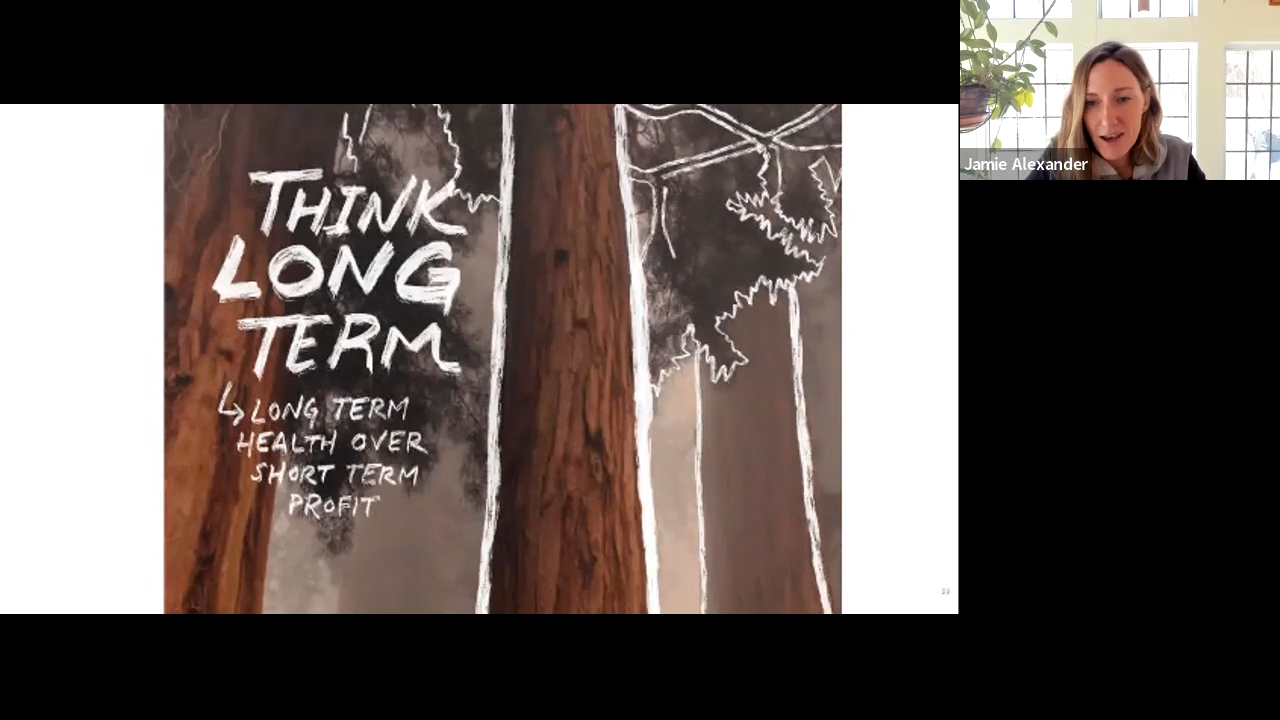 THINK
LONG
TERM
LONG TERM
HEALTH OVER
SHORT TERM
PROFIT
Jamie Alexander